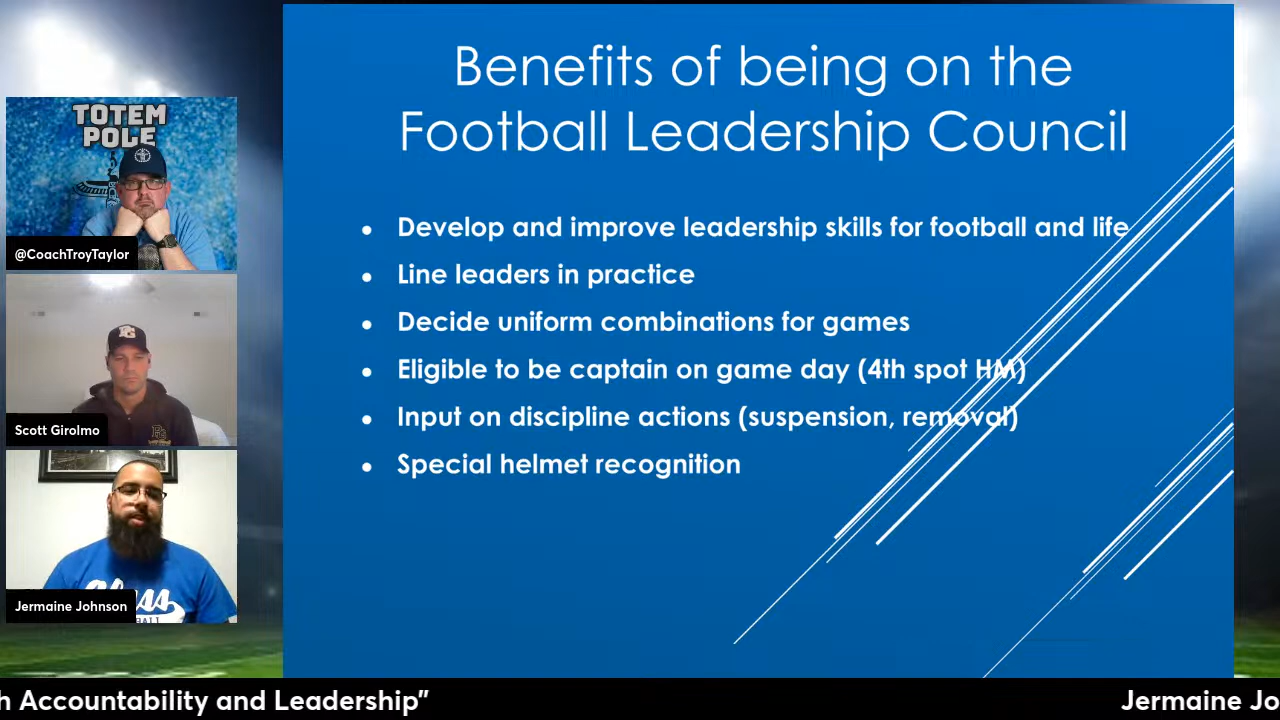 TOTEM
POLE
@CoachTroyTaylor
Scott Girolmo
Jermaine Johnson
Benefits of being on the
Football Leadership Council
• Develop and improve leadership skills for football and life
• Line leaders in practice
• Decide uniform combinations for games
• Eligible to be captain on game day (4th spot HM)
• Input on discipline actions (suspension, removal)
• Special helmet recognition
h Accountability and Leadership”
Jermaine Jo